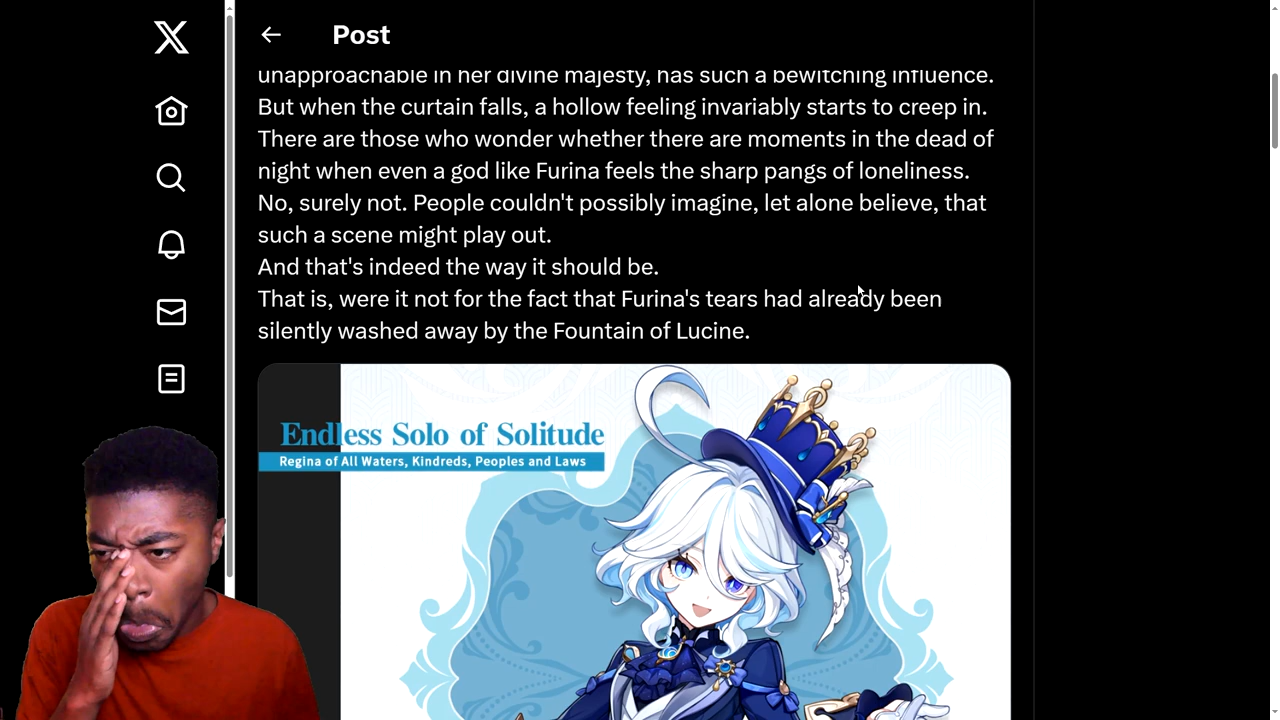 Post
unapproachable in her divine majesty, has such a bewitching influence.
But when the curtain falls, a hollow feeling invariably starts to creep in.
There are those who wonder whether there are moments in the dead of
night when even a god like Furina feels the sharp pangs of loneliness.
No, surely not. People couldn't possibly imagine, let alone believe, that
such a scene might play out.
And that's indeed the way it should be.
That is, were it not for the fact that Furina's tears had already been
silently washed away by the Fountain of Lucine.
Endless Solo of Solitude
Regina of All Waters, Kindreds, Peoples and Laws